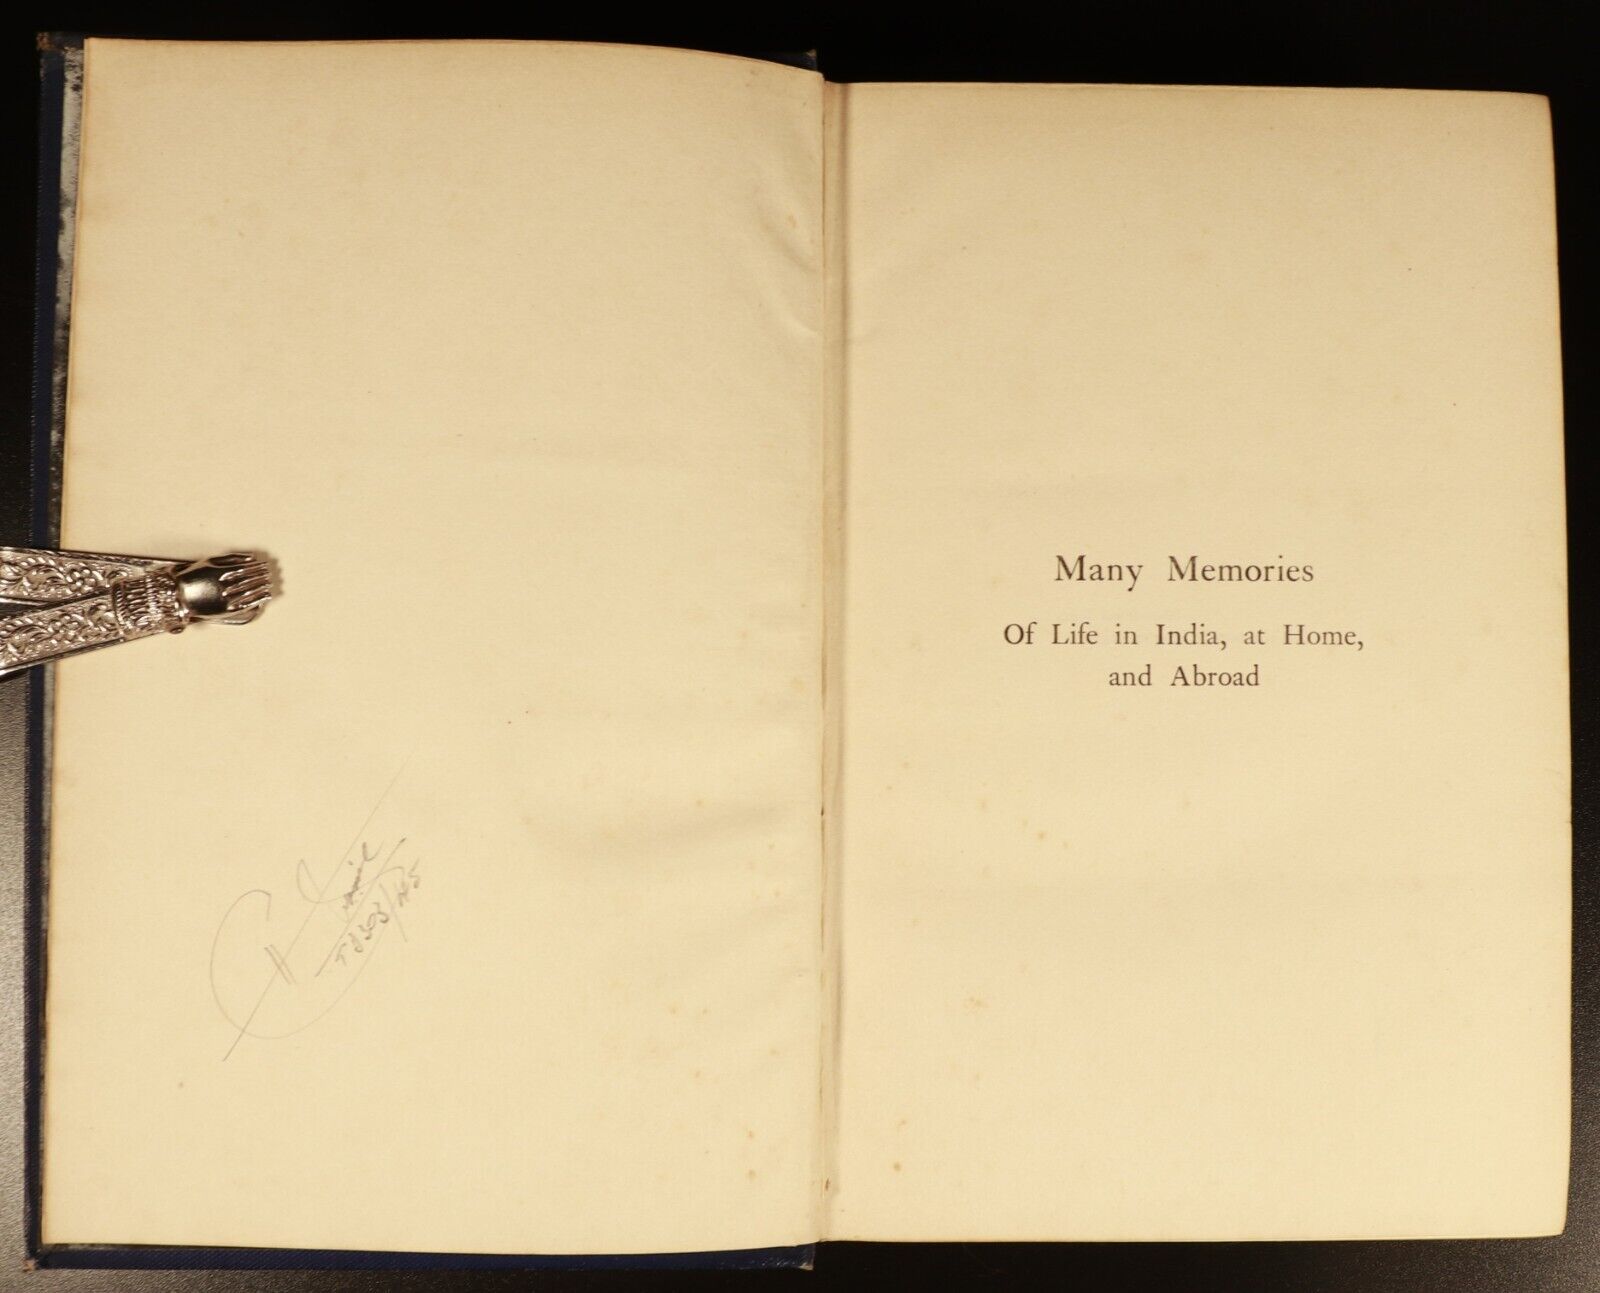 Many Memories
Of Life in India, at Home,
and Abroad